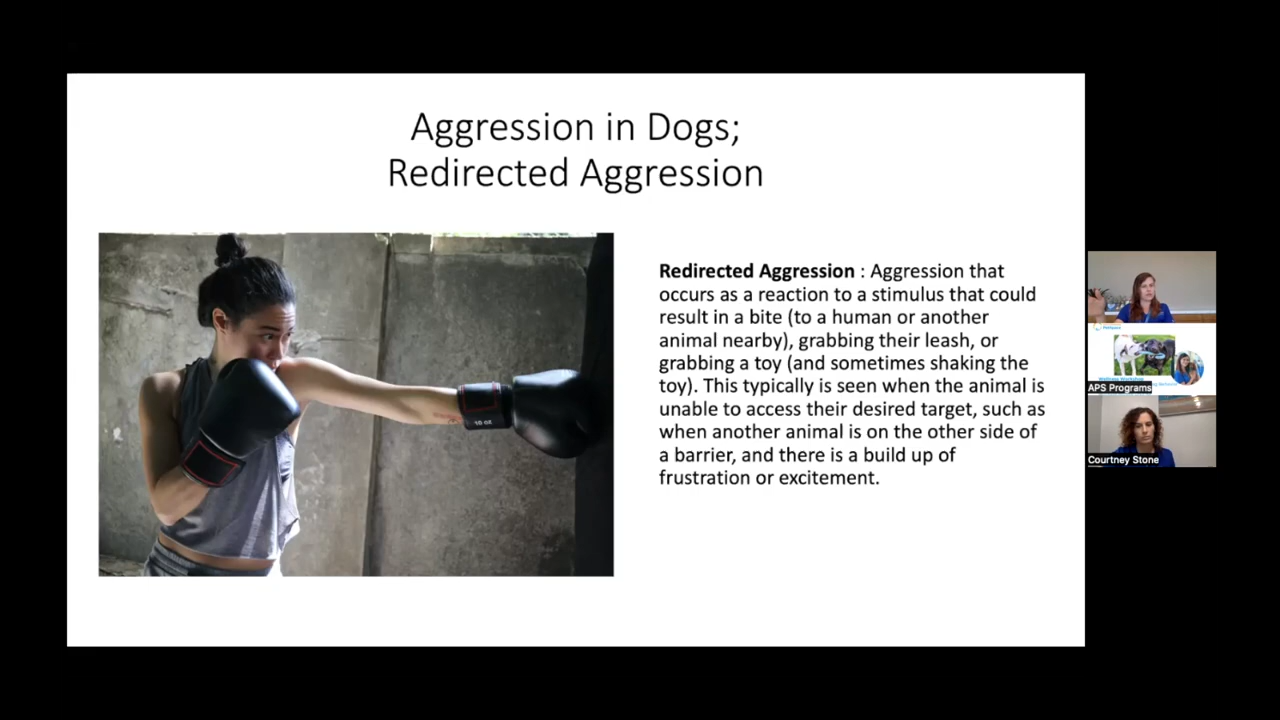 Aggression in Dogs;
Redirected Aggression
Redirected Aggression : Aggression that
occurs as a reaction to a stimulus that could
result in a bite (to a human or another
animal nearby), grabbing their leash, or
grabbing a toy (and sometimes shaking the
toy). This typically is seen when the animal is
unable to access their desired target, such as
when another animal is on the other side of
a barrier, and there is a build up of
frustration or excitement.
10 oz
APS Programs
Courtney Stone